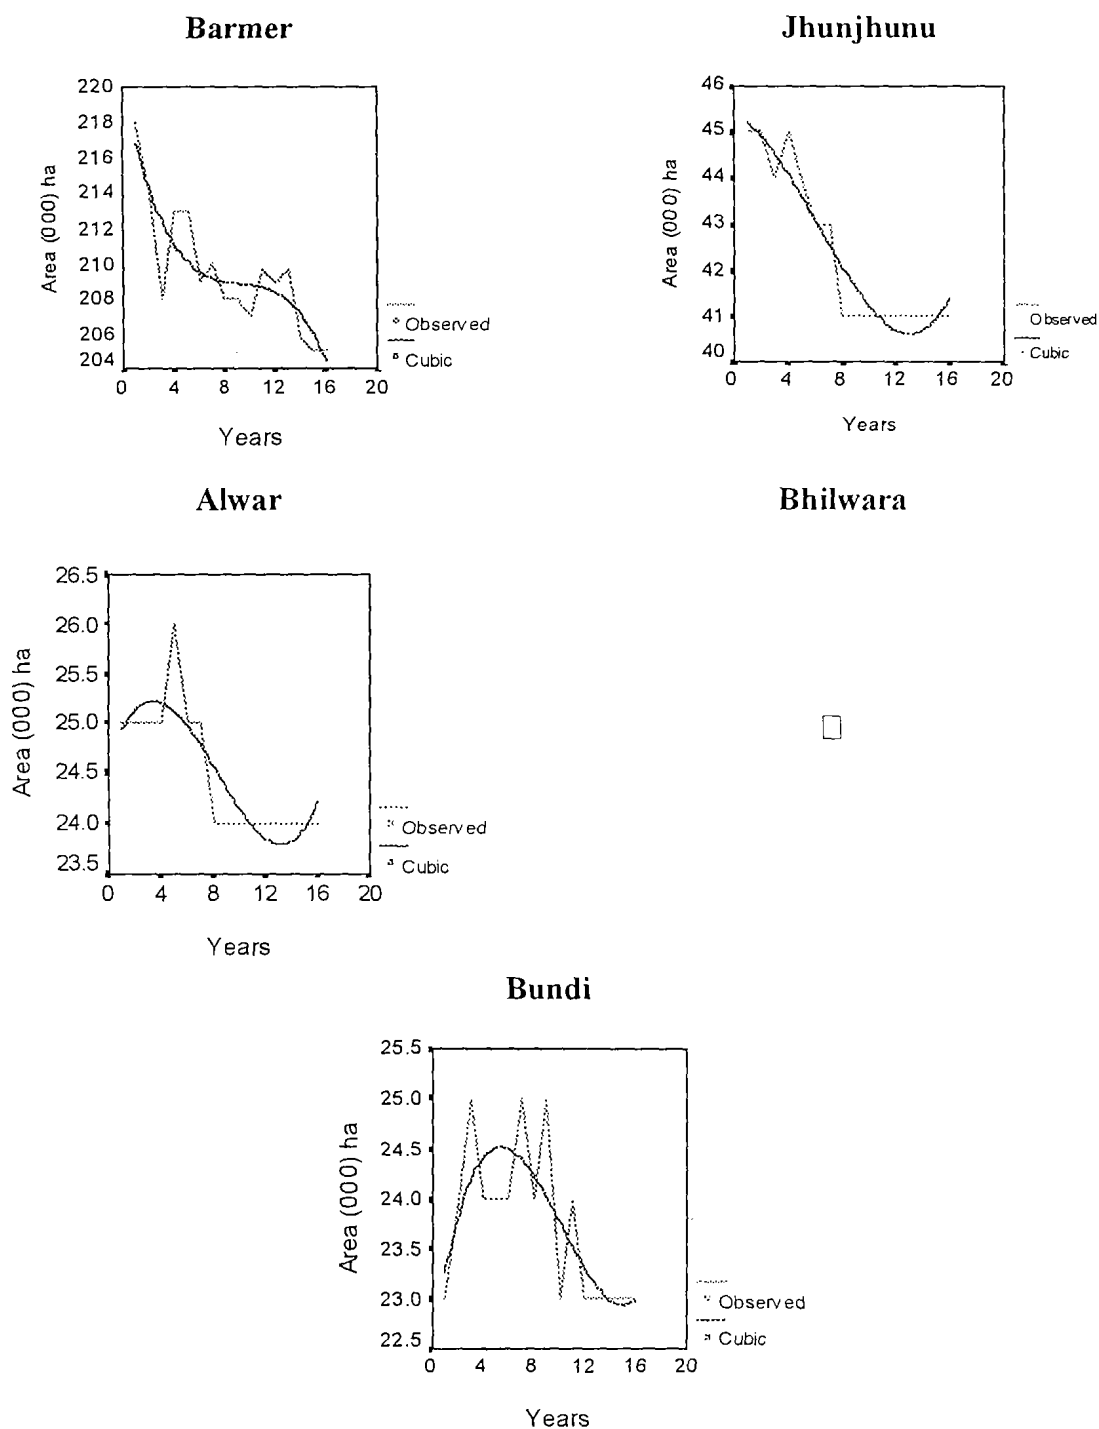 Barmer
220
218
216
214
212
210
208
206
204
0 4 8 12 16 20
Area (000) ha
Years
Observed
Cubic
Jhunjhunu
46
45
44
43
42
41
40
0 4 8 12 16 20
Area (000) ha
Years
Observed
Cubic
Alwar
26.5
26.0
25.5
25.0
24.5
24.0
23.5
0 4 8 12 16 20
Area (000) ha
Years
Observed
Cubic
Bhilwara
Bundi
25.5
25.0
24.5
24.0
23.5
23.0
22.5
0 4 8 12 16 20
Area (000) ha
Years
Observed
Cubic